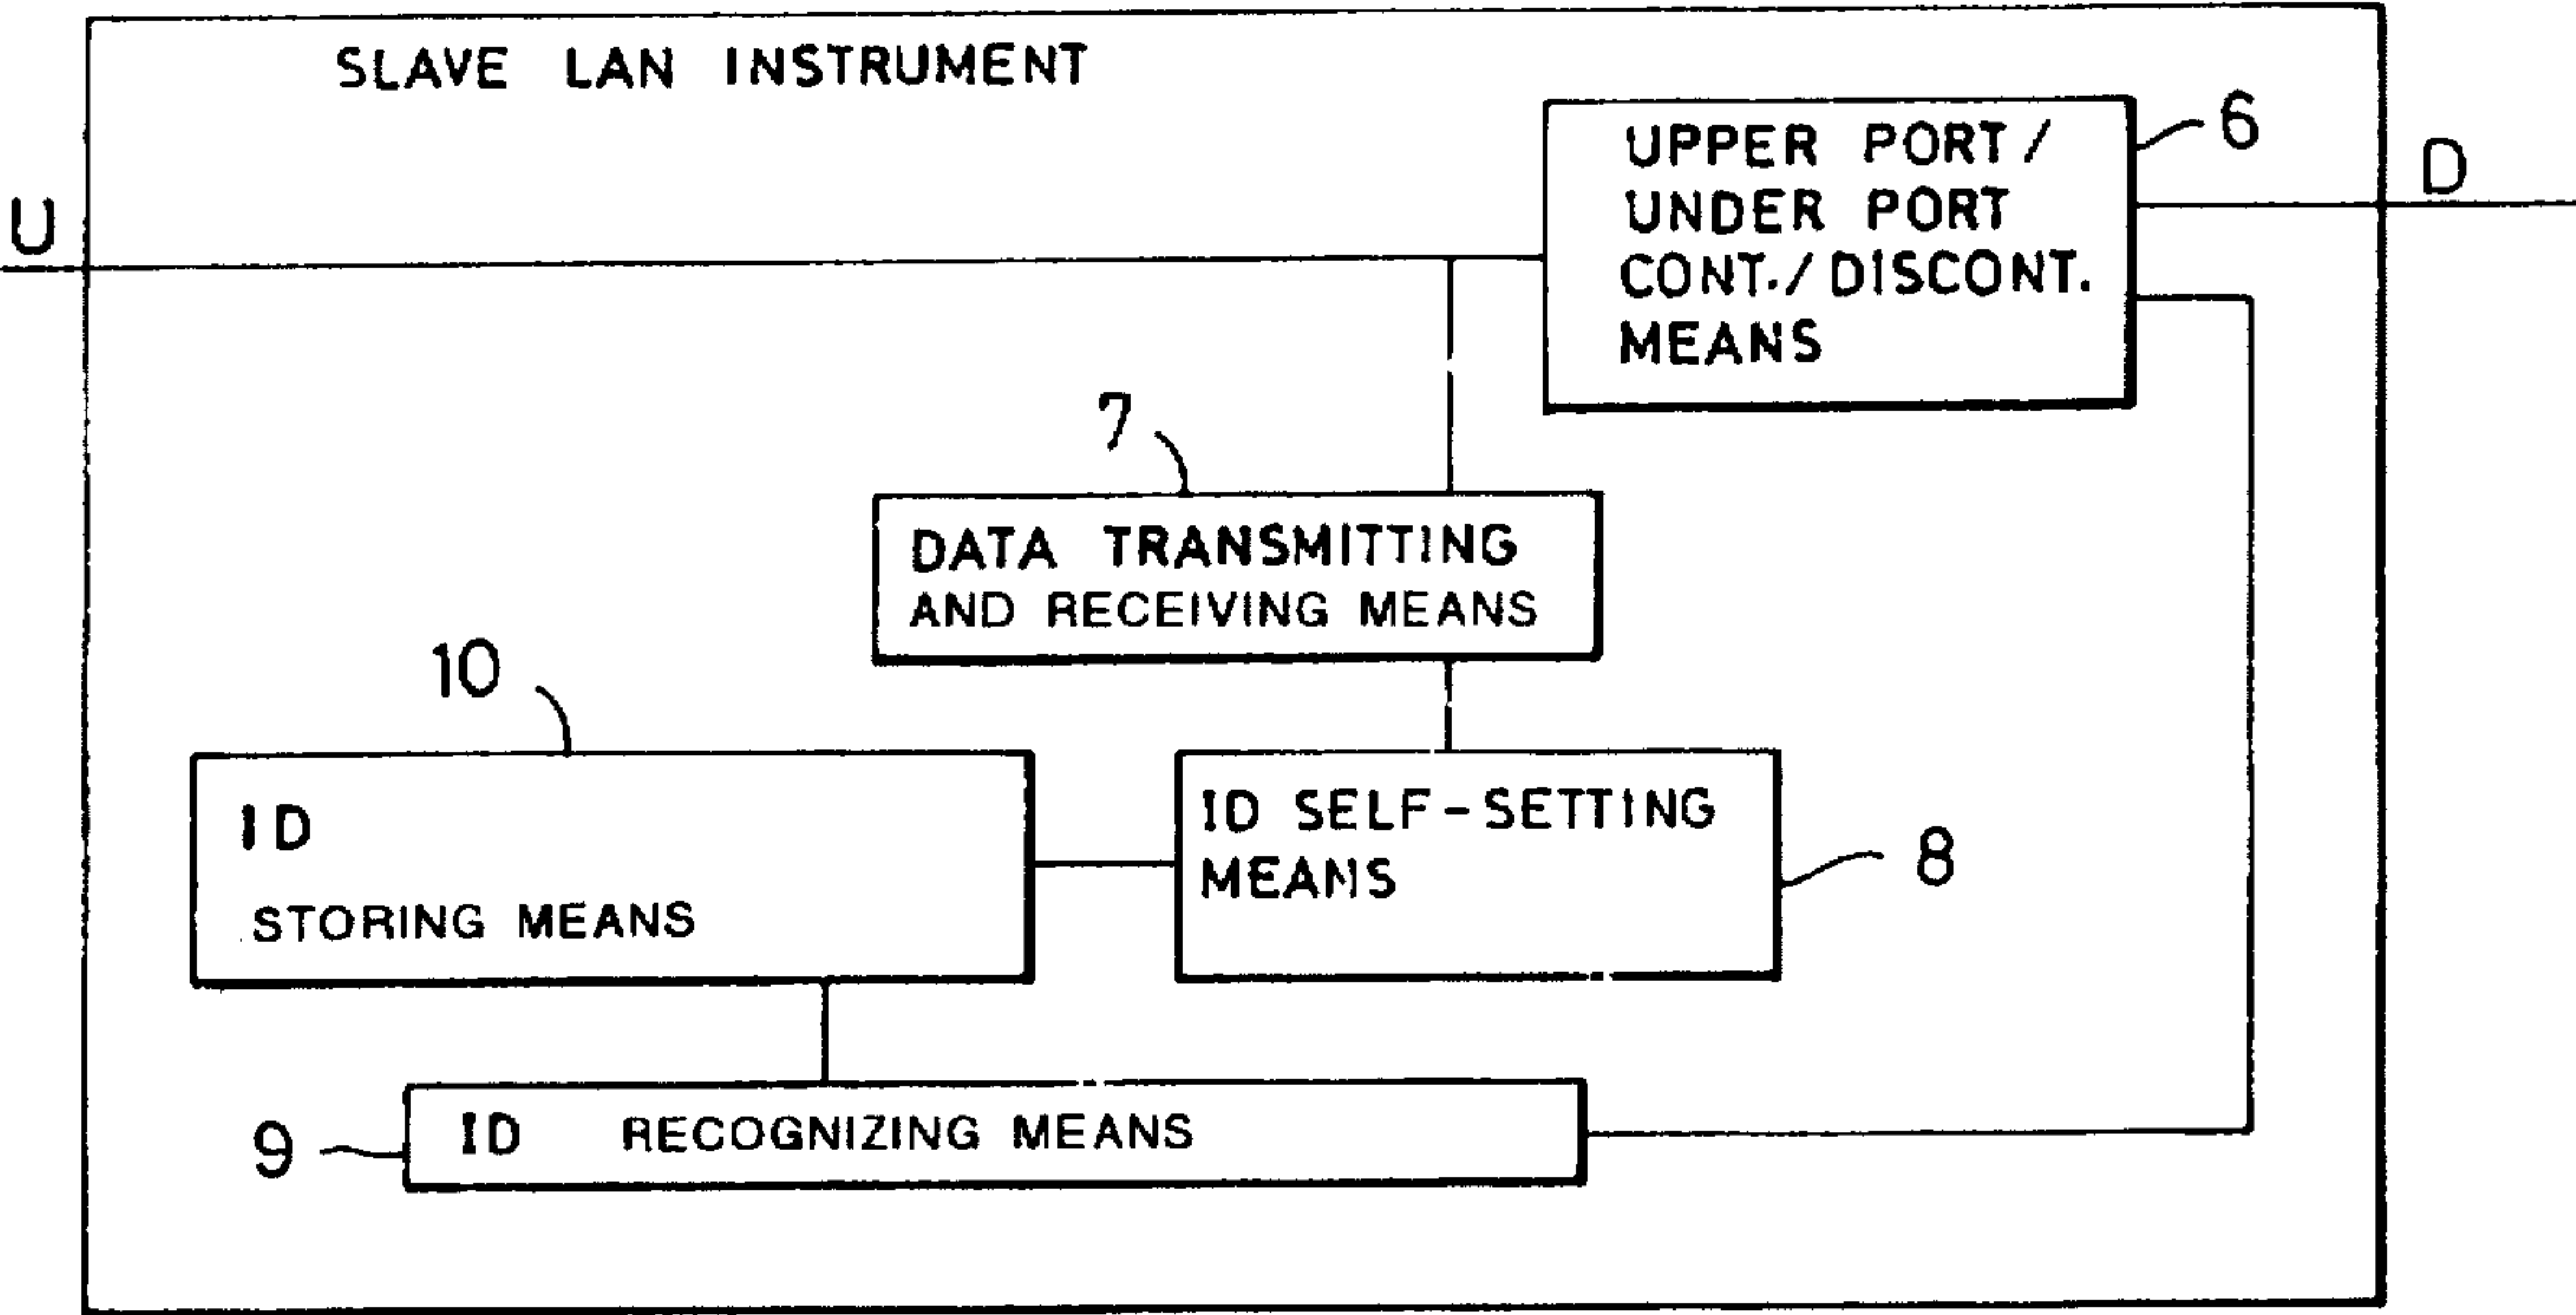 SLAVE LAN INSTRUMENT
UPPER PORT/
UNDER PORT
CONT./DISCONT.
MEANS
6
D
U
7
DATA TRANSMITTING
AND RECEIVING MEANS
10
ID
STORING MEANS
ID SELF-SETTING
MEANS
8
9
ID RECOGNIZING MEANS